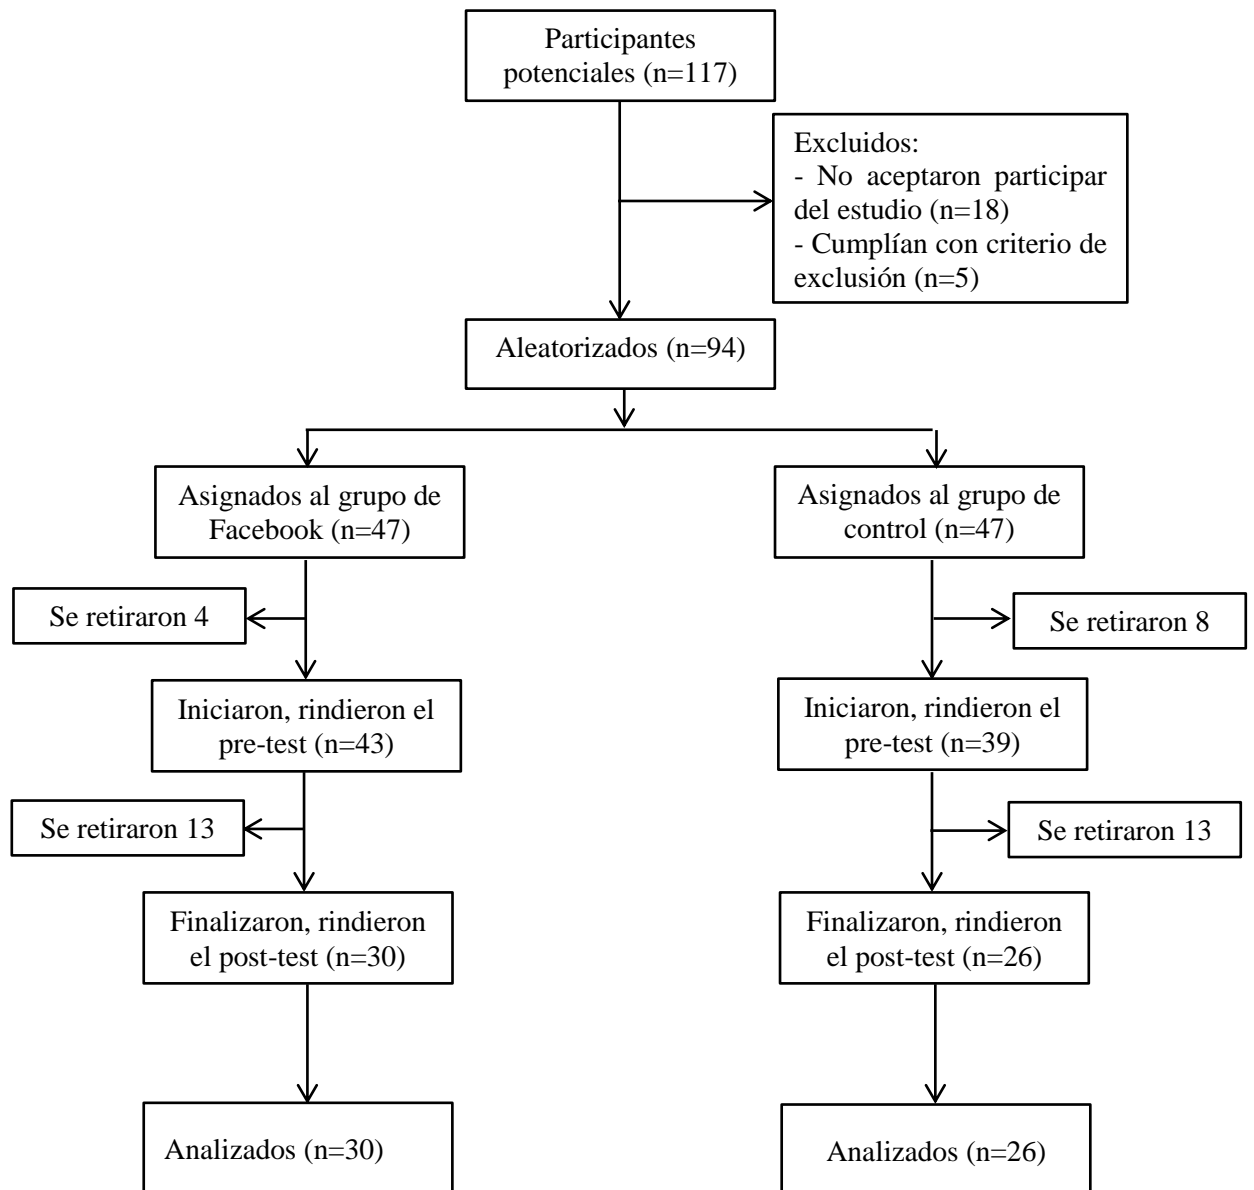 Participantes
potenciales (n=117)
Excluidos:
- No aceptaron participar
del estudio (n=18)
- Cumplían con criterio de
exclusión (n=5)
Aleatorizados (n=94)
Asignados al grupo de
Facebook (n=47)
Asignados al grupo de
control (n=47)
Se retiraron 4
Se retiraron 8
Iniciaron, rindieron el
pre-test (n=43)
Iniciaron, rindieron el
pre-test (n=39)
Se retiraron 13
Se retiraron 13
Finalizaron, rindieron
el post-test (n=30)
Finalizaron, rindieron
el post-test (n=26)
Analizados (n=30)
Analizados (n=26)